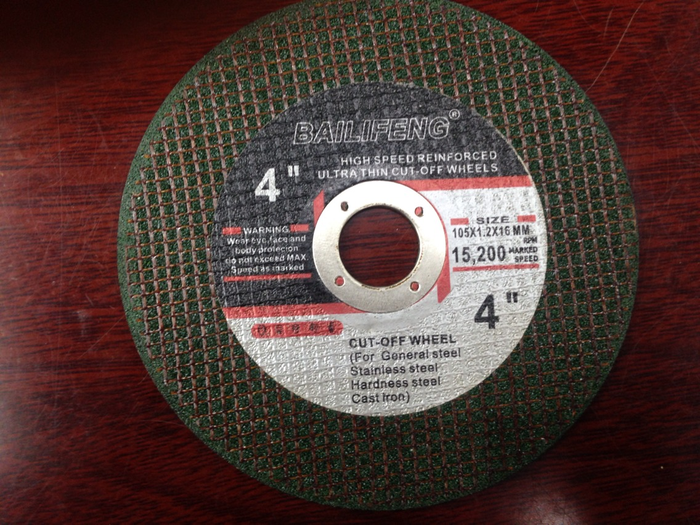 BAILIFENG®
HIGH SPEED REINFORCED
ULTRA THIN CUT-OFF WHEELS
4"
SIZE
105X1.2X16 MM
15,200 RPM
MARKED
SPEED
WARNING
Wear eye, face and
body protecion
do not exceed MAX
Speed as marked
4"
CUT-OFF WHEEL
(For General steel
Stainless steel
Hardness steel
Cast Iron)